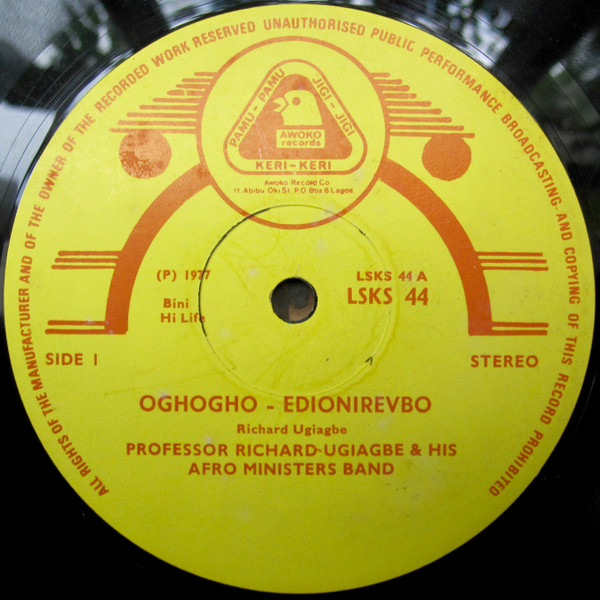 ALL RIGHTS OF THE MANUFACTURER AND OF THE OWNER OF THE RECORDED WORK RESERVED UNAUTHORISED PUBLIC PERFORMANCE BROADCASTING AND COPYING OF THIS RECORD PROHIBITED
PAMU-PAMU
JIGI-JIGI
AWOKO
records
KERI-KERI
Awoko Record Co
11 Abibu Oki St. P.O Box 8 Lagos
(P) 1977
LSKS 44 A
Bini
Hi Life
LSKS 44
1
SIDE I
STEREO
OGHOGHO - EDIONIREVBO
Richard Ugiagbe
PROFESSOR RICHARD-UGIAGBE & HIS
AFRO MINISTERS BAND